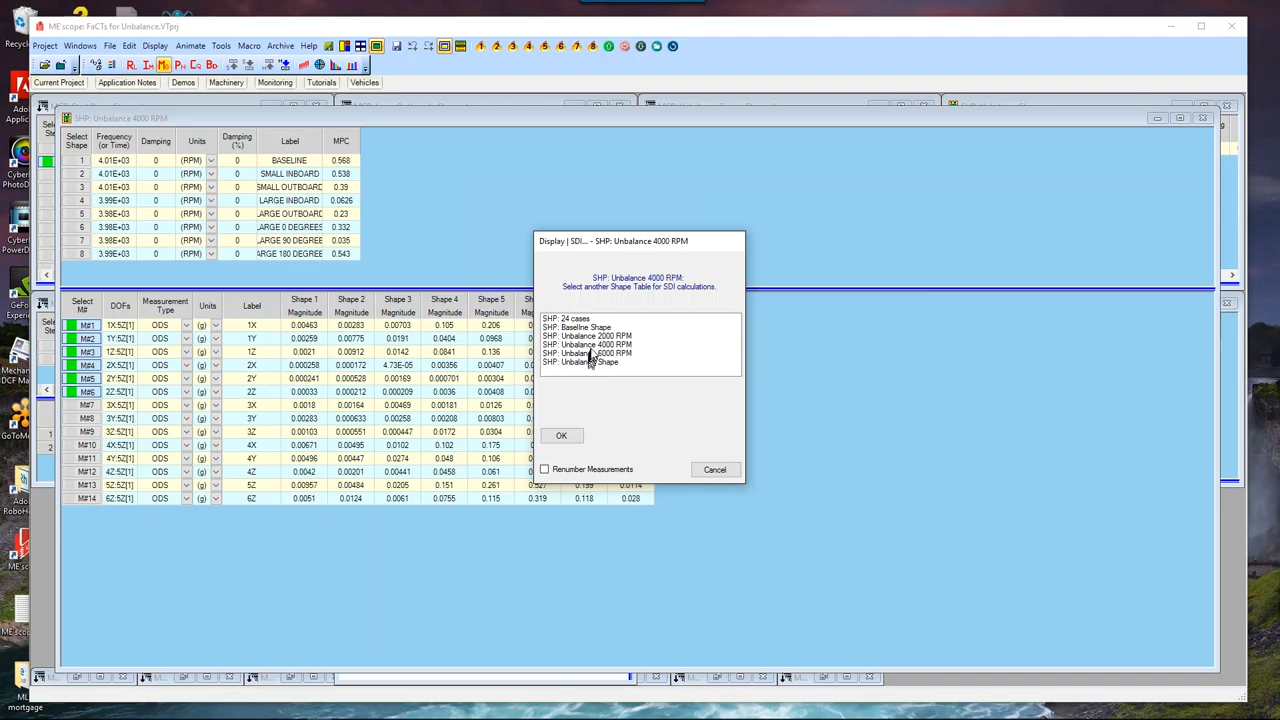 Recycle
ME'scope: FaCTs for Unbalance.VTprj
Project Windows File Edit Display Animate Tools Macro Archive Help
Current Project Application Notes Demos Machinery Monitoring Tutorials Vehicles
SHP: Unbalance 4000 RPM
Select Shape Frequency (or Time) Damping Units Damping (%) Label MPC
1 4.01E+03 0 (RPM) 0 BASELINE 0.568
2 4.01E+03 0 (RPM) 0 SMALL INBOARD 0.538
3 4.01E+03 0 (RPM) 0 SMALL OUTBOARD 0.39
4 3.99E+03 0 (RPM) 0 LARGE INBOARD 0.0626
5 3.98E+03 0 (RPM) 0 LARGE OUTBOARD 0.23
6 3.98E+03 0 (RPM) 0 LARGE 0 DEGREES 0.332
7 3.98E+03 0 (RPM) 0 LARGE 90 DEGREE 0.035
8 3.99E+03 0 (RPM) 0 ARGE 180 DEGREE 0.543
Select M# DOFs Measurement Type Units Label Shape 1 Magnitude Shape 2 Magnitude Shape 3 Magnitude Shape 4 Magnitude Shape 5 Magnitude
M#1 1X:5Z[1] ODS (g) 1X 0.00463 0.00283 0.00703 0.105 0.206
M#2 1Y:5Z[1] ODS (g) 1Y 0.00259 0.00775 0.0191 0.0404 0.0968
M#3 1Z:5Z[1] ODS (g) 1Z 0.0021 0.00912 0.0142 0.0841 0.136
M#4 2X:5Z[1] ODS (g) 2X 0.000258 0.000372 4.73E-05 0.00356 0.00407
M#5 2Y:5Z[1] ODS (g) 2Y 0.000241 0.000528 0.00169 0.000701 0.00304
M#6 2Z:5Z[1] ODS (g) 2Z 0.00033 0.000212 0.000209 0.0036 0.00408
M#7 3X:5Z[1] ODS (g) 3X 0.0018 0.00164 0.00469 0.00181 0.0126
M#8 3Y:5Z[1] ODS (g) 3Y 0.00283 0.000633 0.00258 0.00208 0.00803
M#9 3Z:5Z[1] ODS (g) 3Z 0.00103 0.000551 0.000444 0.0172 0.0304
M#10 4X:5Z[1] ODS (g) 4X 0.00671 0.00495 0.0102 0.102 0.175
M#11 4Y:5Z[1] ODS (g) 4Y 0.00496 0.00447 0.0274 0.048 0.106
M#12 4Z:5Z[1] ODS (g) 4Z 0.0042 0.00201 0.00441 0.0458 0.061
M#13 5Z:5Z[1] ODS (g) 5Z 0.00957 0.00484 0.0205 0.151 0.261 0.527 0.199 0.0114
M#14 6Z:5Z[1] ODS (g) 6Z 0.0051 0.0124 0.0061 0.0755 0.115 0.319 0.118 0.028
Display | SDI... - SHP: Unbalance 4000 RPM
SHP: Unbalance 4000 RPM:
Select another Shape Table for SDI calculations.
SHP: 24 cases
SHP: Baseline Shape
SHP: Unbalance 2000 RPM
SHP: Unbalance 4000 RPM
SHP: Unbalance 6000 RPM
SHP: Unbalance Shape
OK
Renumber Measurements
Cancel
mortgage